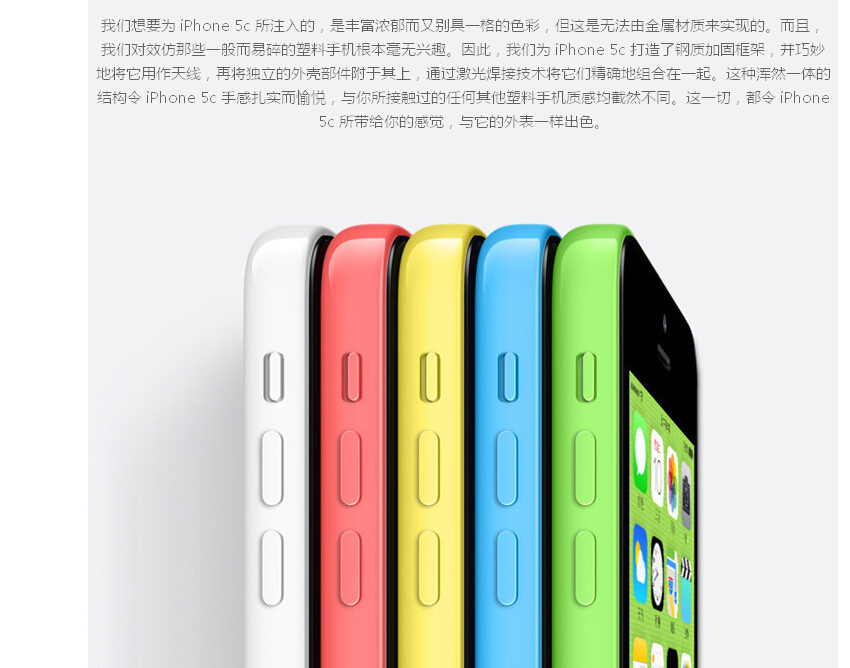 我们想要为 iPhone 5c 所注入的，是丰富浓郁而又别具一格的色彩，但这是无法由金属材质来实现的。而且，
我们对效仿那些一般而易碎的塑料手机根本毫无兴趣。因此，我们为 iPhone 5c 打造了钢质加固框架，并巧妙
地将它用作天线，再将独立的外壳部件附于其上，通过激光焊接技术将它们精确地组合在一起。这种浑然一体的
结构令 iPhone 5c 手感扎实而愉悦，与你所接触过的任何其他塑料手机质感均截然不同。这一切，都令 iPhone
5c 所带给你的感觉，与它的外表一样出色。